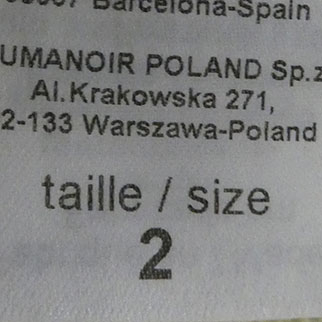 Barcelona-Spain
UMANOIR POLAND Sp.z
Al.Krakowska 271,
2-133 Warszawa-Poland
taille / size
2